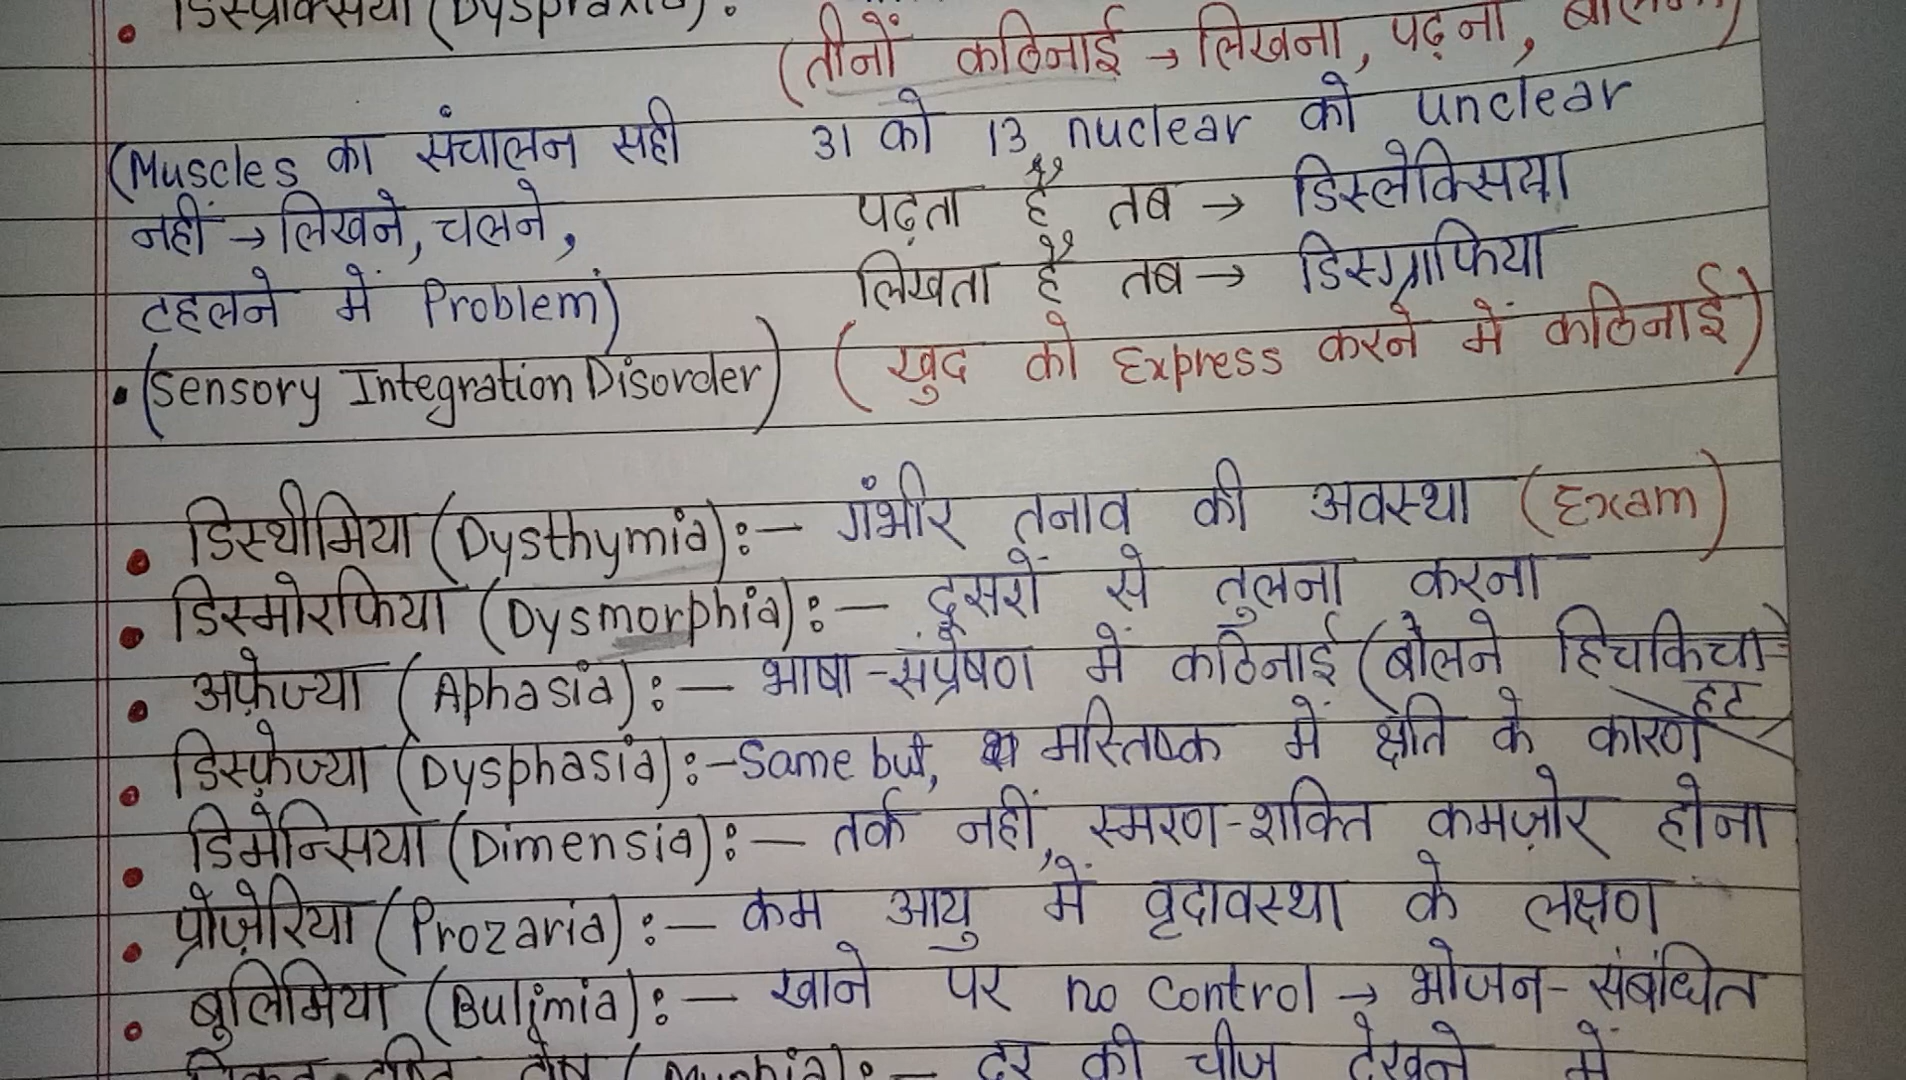 • डिस्प्राक्सिया (Dyspraxia):
(तीनों कठिनाई → लिखना, पढ़ना,
(Muscles का संचालन सही
नहीं → लिखने, चलने,
टहलने में Problem)
• (Sensory Integration Disorder)
31 को 13, nuclear को unclear
पढ़ता है, तब → डिस्लेक्सिया
लिखता है, तब → डिस्ग्राफिया
(खुद को Express करने में कठिनाई)
• डिस्थीमिया (Dysthymia):— गंभीर तनाव की अवस्था (Exam)
• डिस्मोरफिया (Dysmorphia):— दूसरों से तुलना करना
• अफ़ेज्या (Aphasia):— भाषा-संप्रेषण में कठिनाई (बोलने हिचकिचा-
हट
• डिस्फ़ेज्या (Dysphasia):- Same but, मस्तिष्क में क्षति के कारण
• डिमेन्सिया (Dimensia):— तर्क नहीं, स्मरण-शक्ति कमज़ोर होना
• प्रोज़ेरिया (Prozaria):— कम आयु में वृदावस्था के लक्षण
• बुलिमिया (Bulimia):— खाने पर no control → भोजन-संबंधित
दोष :— दूर की चीज देखने में